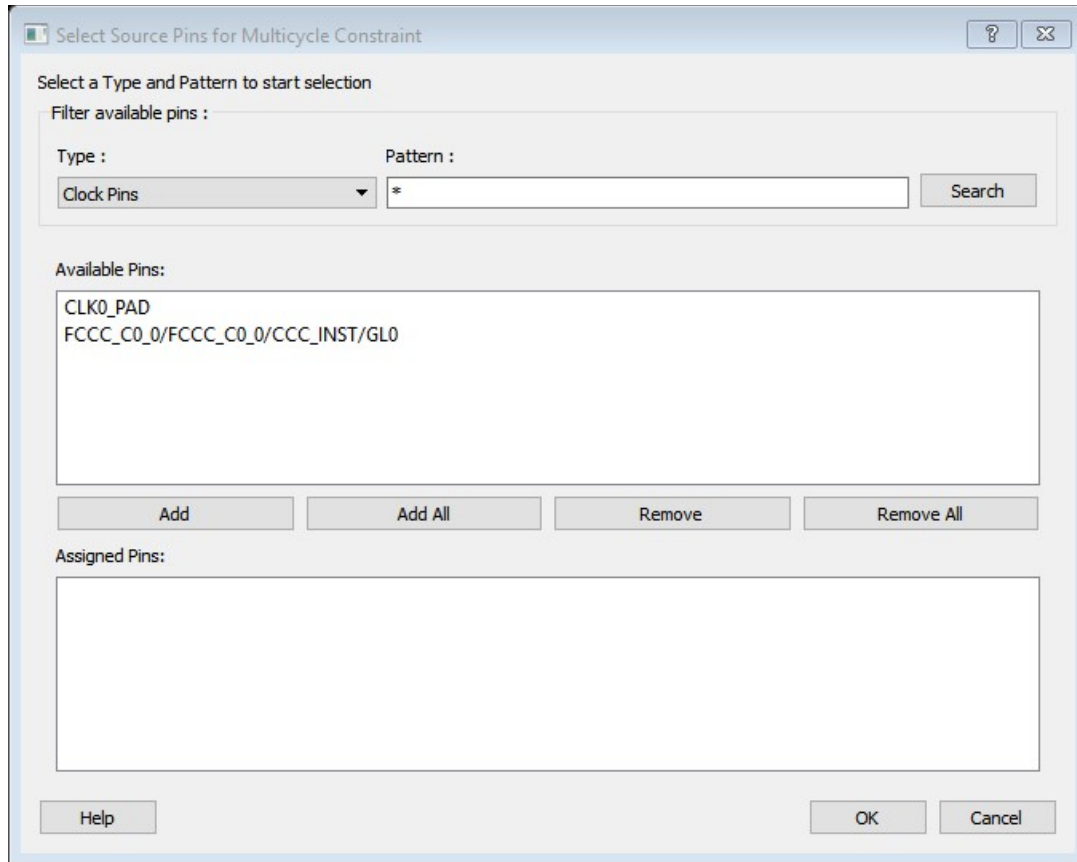 Select Source Pins for Multicycle Constraint
Select a Type and Pattern to start selection
Filter available pins :
Type : Pattern :
Clock Pins * Search
Available Pins:
CLK0_PAD
FCCC_C0_0/FCCC_C0_0/CCC_INST/GL0
Add Add All Remove Remove All
Assigned Pins:
Help OK Cancel